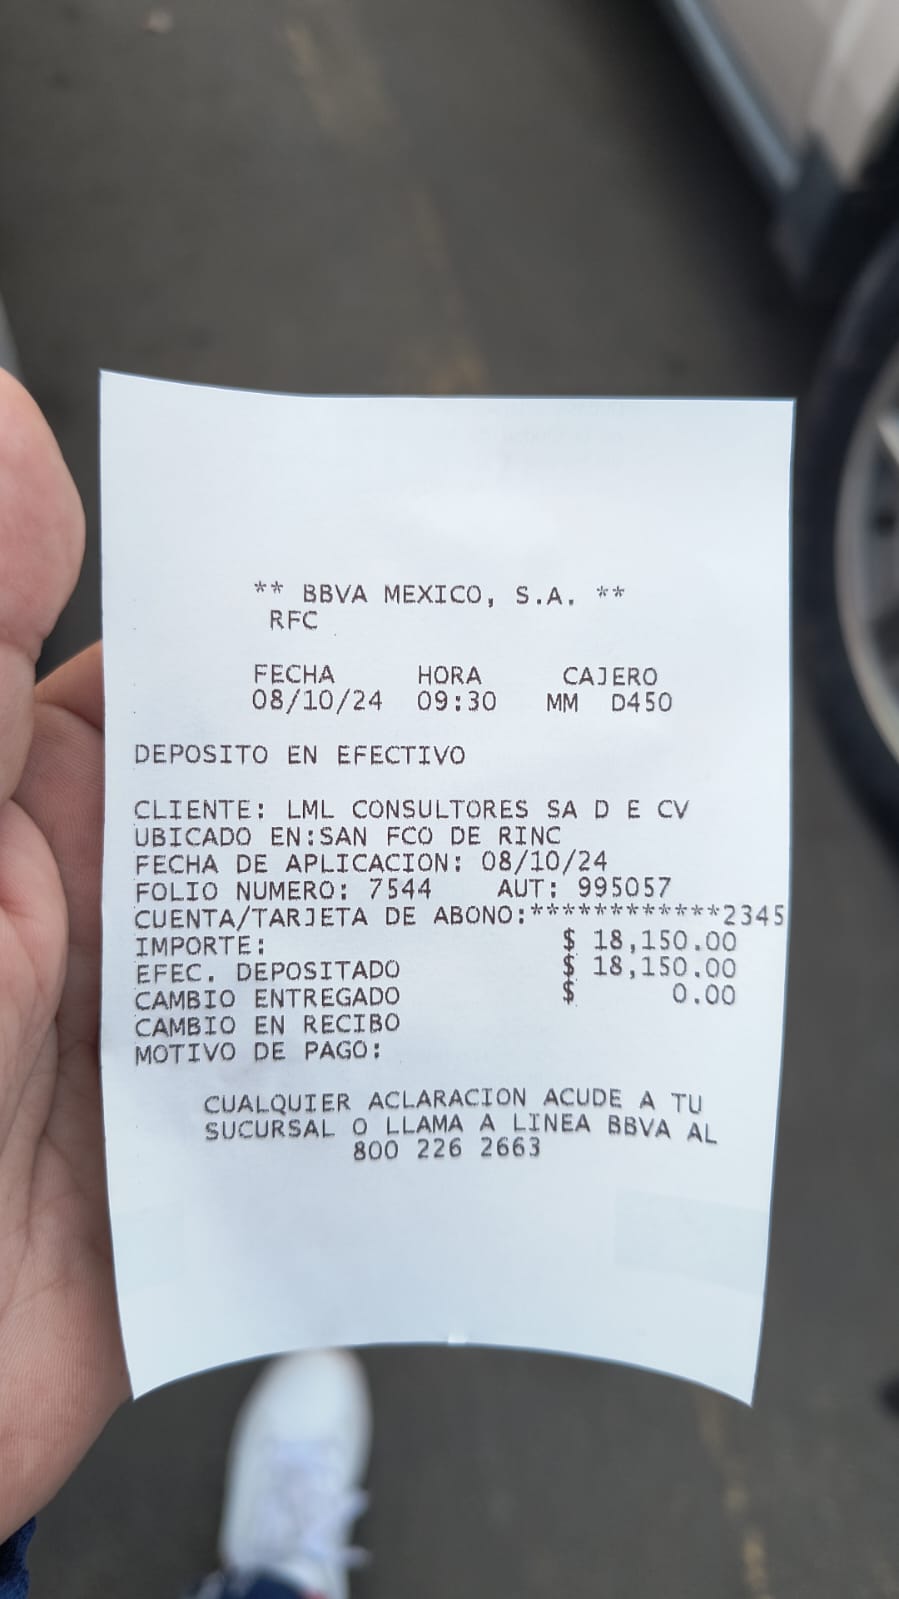 ** BBVA MEXICO, S.A. **
RFC
FECHA HORA CAJERO
08/10/24 09:30 MM D450
DEPOSITO EN EFECTIVO
CLIENTE: LML CONSULTORES SA D E CV
UBICADO EN:SAN FCO DE RINC
FECHA DE APLICACION: 08/10/24
FOLIO NUMERO: 7544 AUT: 995057
CUENTA/TARJETA DE ABONO:************2345
IMPORTE: $ 18,150.00
EFEC. DEPOSITADO $ 18,150.00
CAMBIO ENTREGADO $ 0.00
CAMBIO EN RECIBO
MOTIVO DE PAGO:
CUALQUIER ACLARACION ACUDE A TU
SUCURSAL O LLAMA A LINEA BBVA AL
800 226 2663